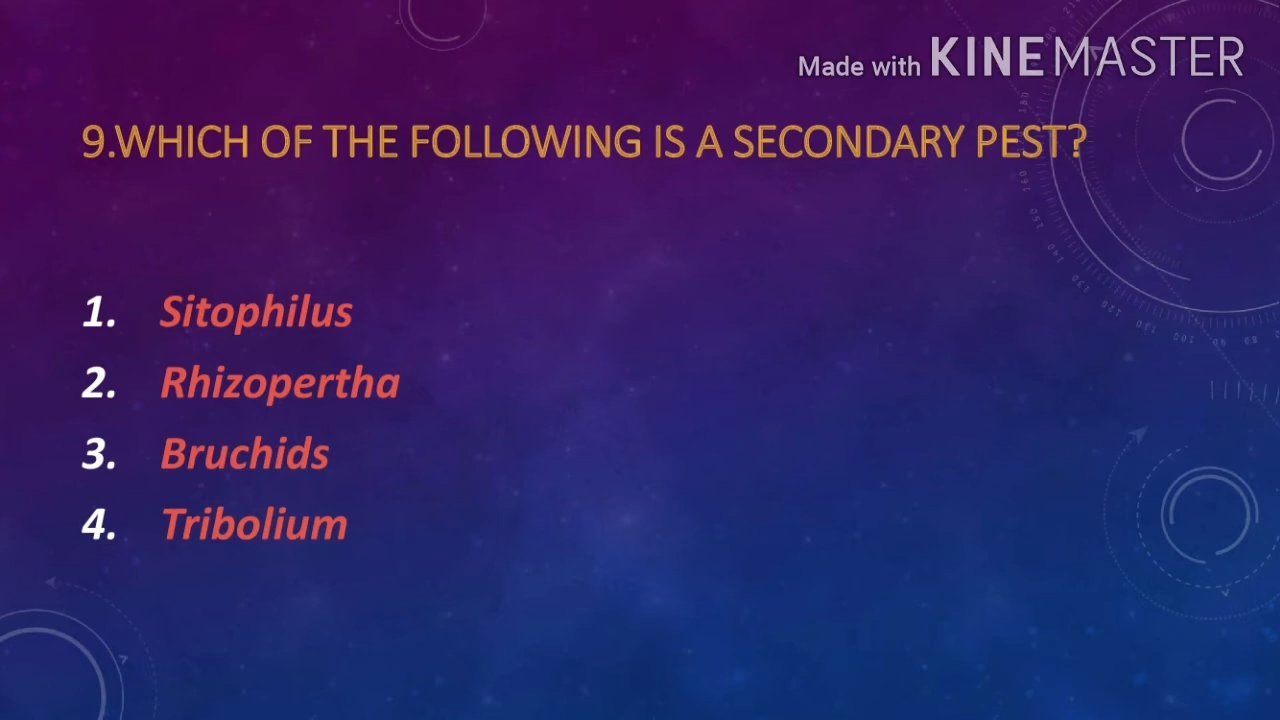 Made with KINEMASTER
9.WHICH OF THE FOLLOWING IS A SECONDARY PEST?
1. Sitophilus
2. Rhizopertha
3. Bruchids
4. Tribolium